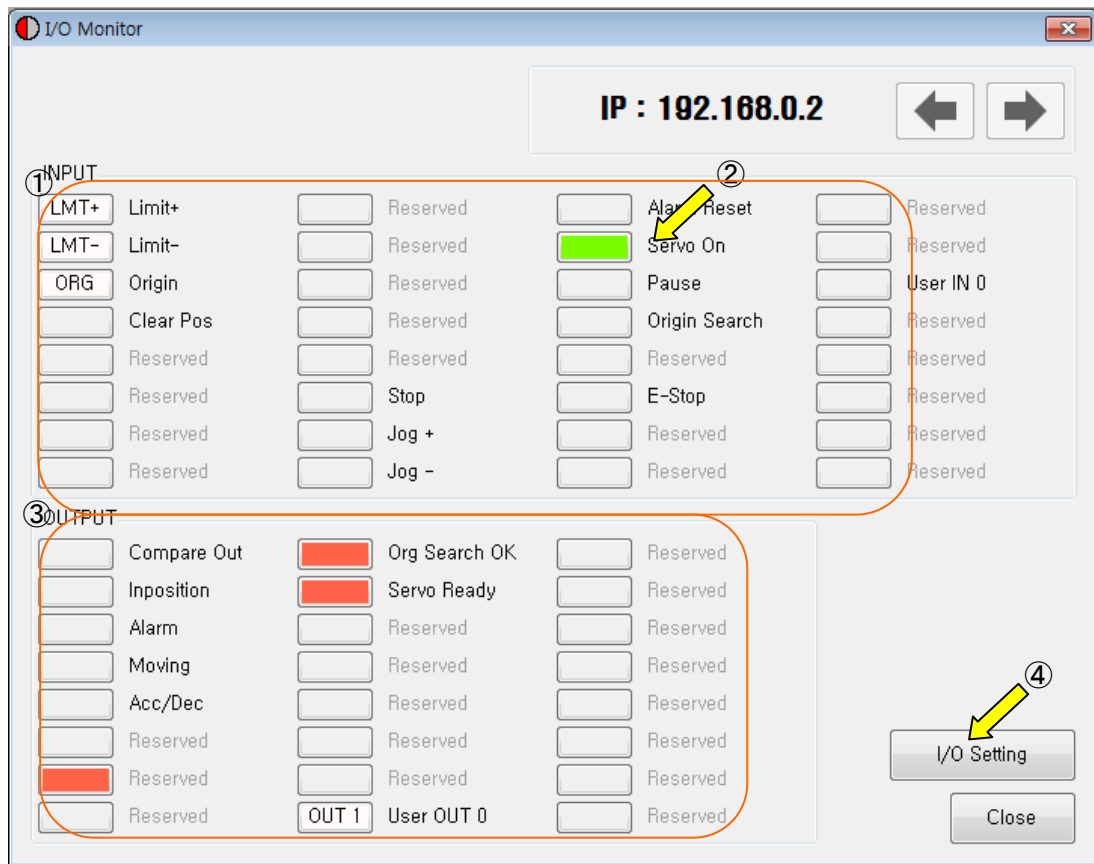 I/O Monitor
IP : 192.168.0.2
①INPUT ②
LMT+ Limit+ Reserved Alarm Reset Reserved
LMT- Limit- Reserved Servo On Reserved
ORG Origin Reserved Pause User IN 0
Clear Pos Reserved Origin Search Reserved
Reserved Reserved Reserved Reserved
Reserved Stop E-Stop Reserved
Reserved Jog + Reserved Reserved
Reserved Jog - Reserved Reserved
③OUTPUT
Compare Out Org Search OK Reserved
Inposition Servo Ready Reserved
Alarm Reserved Reserved
Moving Reserved Reserved
④
Acc/Dec Reserved Reserved
Reserved Reserved Reserved
I/O Setting
Reserved Reserved Reserved
Reserved OUT 1 User OUT 0 Reserved
Close